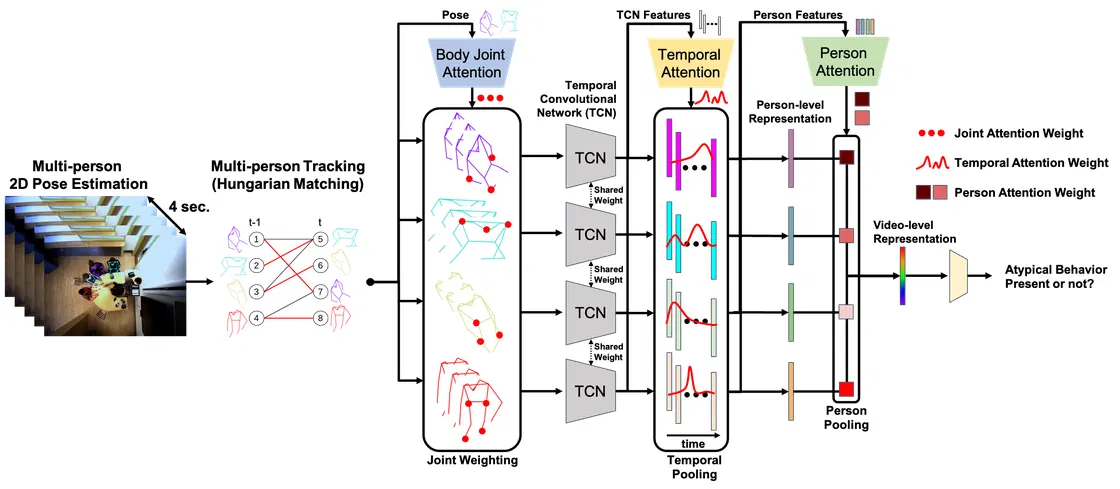 Multi-person
2D Pose Estimation
4 sec.
Multi-person Tracking
(Hungarian Matching)
t-1
t
1
5
2
6
3
7
4
8
Pose
Body Joint
Attention
Joint Weighting
Temporal
Convolutional
Network (TCN)
TCN
Shared
Weight
TCN
Shared
Weight
TCN
Shared
Weight
TCN
TCN Features
Temporal
Attention
time
Temporal
Pooling
Person Features
Person
Attention
Person-level
Representation
Person
Pooling
Joint Attention Weight
Temporal Attention Weight
Person Attention Weight
Video-level
Representation
Atypical Behavior
Present or not?